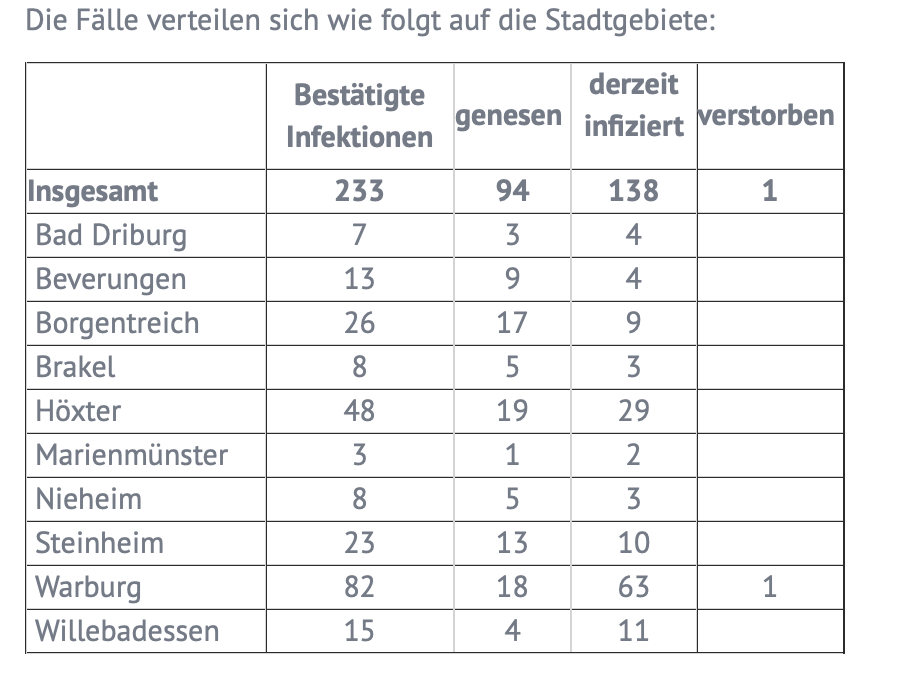 Die Fälle verteilen sich wie folgt auf die Stadtgebiete:
Bestätigte Infektionen genesen derzeit infiziert verstorben
Insgesamt 233 94 138 1
Bad Driburg 7 3 4
Beverungen 13 9 4
Borgentreich 26 17 9
Brakel 8 5 3
Höxter 48 19 29
Marienmünster 3 1 2
Nieheim 8 5 3
Steinheim 23 13 10
Warburg 82 18 63 1
Willebadessen 15 4 11